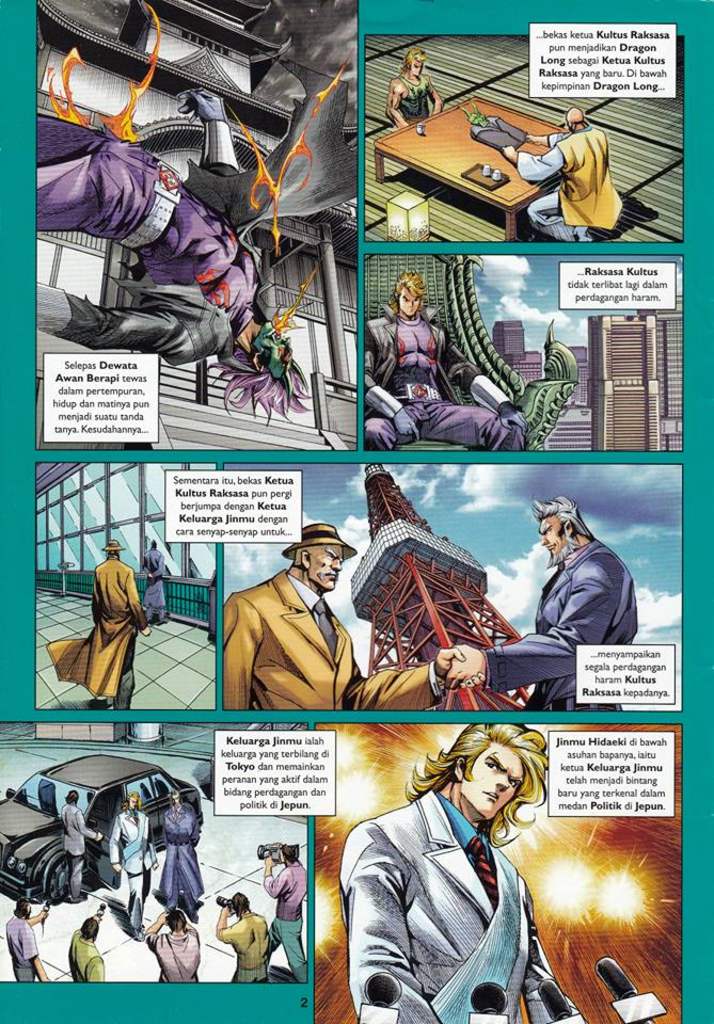 Selepas Dewata
Awan Berapi tewas
dalam pertempuran,
hidup dan matinya pun
menjadi suatu tanda
tanya. Kesudahannya...
...bekas ketua Kultus Raksasa
pun menjadikan Dragon
Long sebagai Ketua Kultus
Raksasa yang baru. Di bawah
kepimpinan Dragon Long...
...Raksasa Kultus
tidak terlibat lagi dalam
perdagangan haram.
Sementara itu, bekas Ketua
Kultus Raksasa pun pergi
berjumpa dengan Ketua
Keluarga Jinmu dengan
cara senyap-senyap untuk...
...menyampaikan
segala perdagangan
haram Kultus
Raksasa kepadanya.
Keluarga Jinmu ialah
keluarga yang terbilang di
Tokyo dan memainkan
peranan yang aktif dalam
bidang perdagangan dan
politik di Jepun.
Jinmu Hidaeki di bawah
asuhan bapanya, iaitu
ketua Keluarga Jinmu
telah menjadi bintang
baru yang terkenal dalam
medan Politik di Jepun.
2